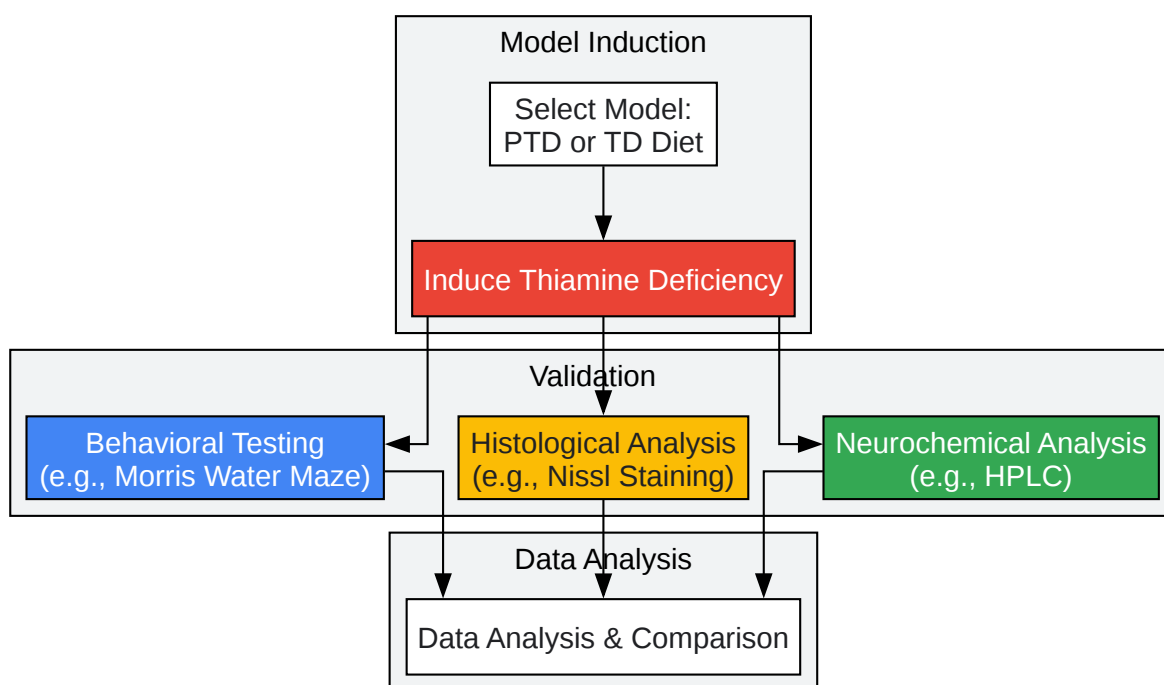 Model Induction
Select Model:
PTD or TD Diet
Induce Thiamine Deficiency
Validation
Behavioral Testing
(e.g., Morris Water Maze)
Histological Analysis
(e.g., Nissl Staining)
Neurochemical Analysis
(e.g., HPLC)
Data Analysis
Data Analysis & Comparison